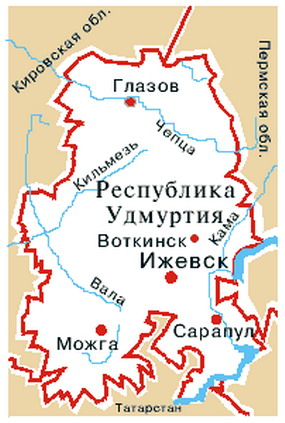 Кировская обл.
Пермская обл.
Глазов
Чепца
Кильмезь
Республика
Удмуртия
Кама
Воткинск
Ижевск
Вала
Сарапул
Можга
Татарстан